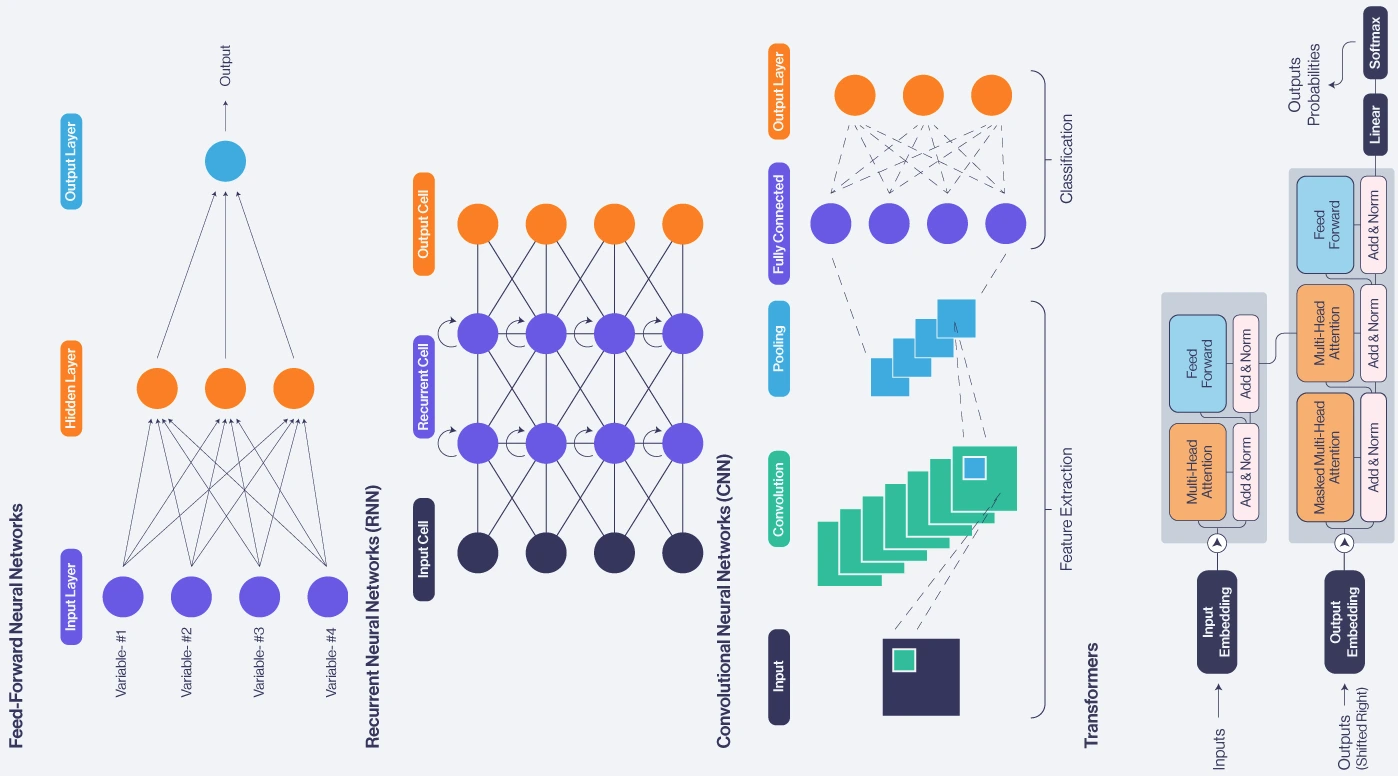 Feed-Forward Neural Networks
Input Layer
Hidden Layer
Output Layer
Variable- #1
Variable- #2
Variable- #3
Variable- #4
Output
Recurrent Neural Networks (RNN)
Input Cell
Recurrent Cell
Output Cell
Convolutional Neural Networks (CNN)
Input
Convolution
Pooling
Fully Connected
Output Layer
Feature Extraction
Classification
Transformers
Inputs
Input
Embedding
Multi-Head
Attention
Add & Norm
Feed
Forward
Add & Norm
Outputs
(Shifted Right)
Output
Embedding
Masked Multi-Head
Attention
Add & Norm
Multi-Head
Attention
Add & Norm
Feed
Forward
Add & Norm
Linear
Softmax
Outputs
Probabilities